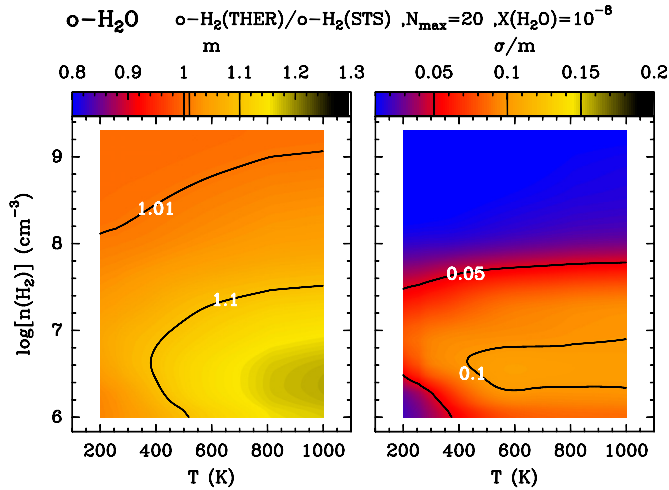 o-H₂O o-H₂(THER)/o-H₂(STS) ,Nₘₐₓ=20 ,X(H₂O)=10⁻⁸
m σ/m
0.8 0.9 1 1.1 1.2 1.3 0.05 0.1 0.15 0.2
1.01
1.1
0.05
0.1
log[n(H₂)] (cm⁻³)
9
8
7
6
200 400 600 800 1000 200 400 600 800 1000
T (K) T (K)